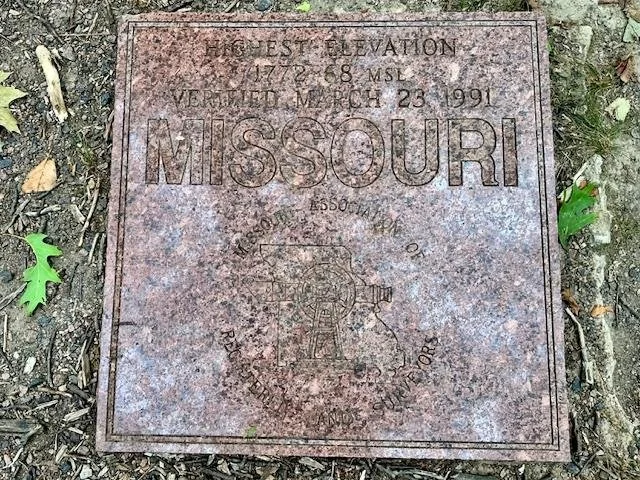 HIGHEST ELEVATION
1772.68 MSL
VERIFIED MARCH 23 1991
MISSOURI
MISSOURI ASSOCIATION OF
REGISTERED LAND SURVEYORS